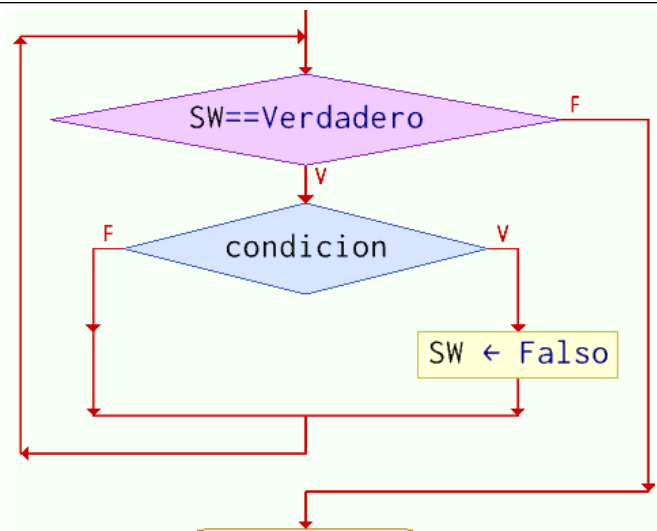 SW==Verdadero
F
V
F
condicion
V
SW ← Falso